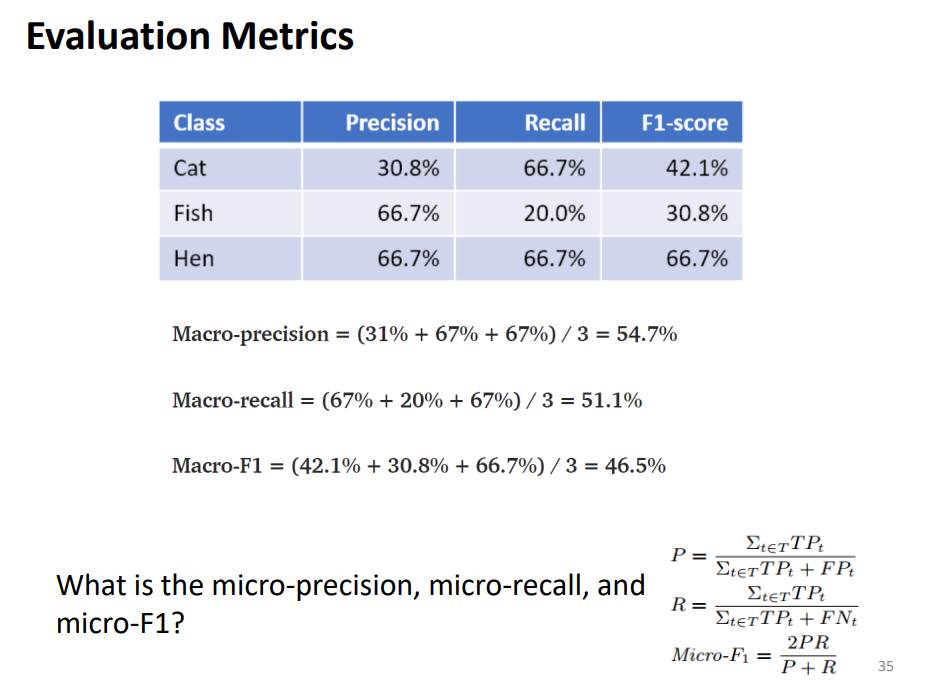 Evaluation Metrics
Class Precision Recall F1-score
Cat 30.8% 66.7% 42.1%
Fish 66.7% 20.0% 30.8%
Hen 66.7% 66.7% 66.7%
Macro-precision = (31% + 67% + 67%) / 3 = 54.7%
Macro-recall = (67% + 20% + 67%) / 3 = 51.1%
Macro-F1 = (42.1% + 30.8% + 66.7%) / 3 = 46.5%
What is the micro-precision, micro-recall, and
micro-F1?
P = Σt∈T TPt / Σt∈T TPt + FPt
R = Σt∈T TPt / Σt∈T TPt + FNt
Micro-F1 = 2PR / P + R
35